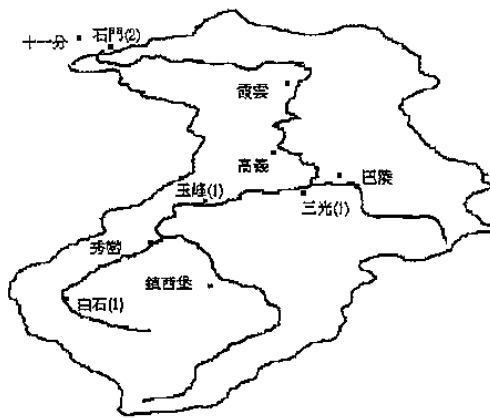 十一分
石門(2)
霞雲
高義
巴陵
玉峰(1)
三光(1)
秀巒
鎮西堡
白石(1)